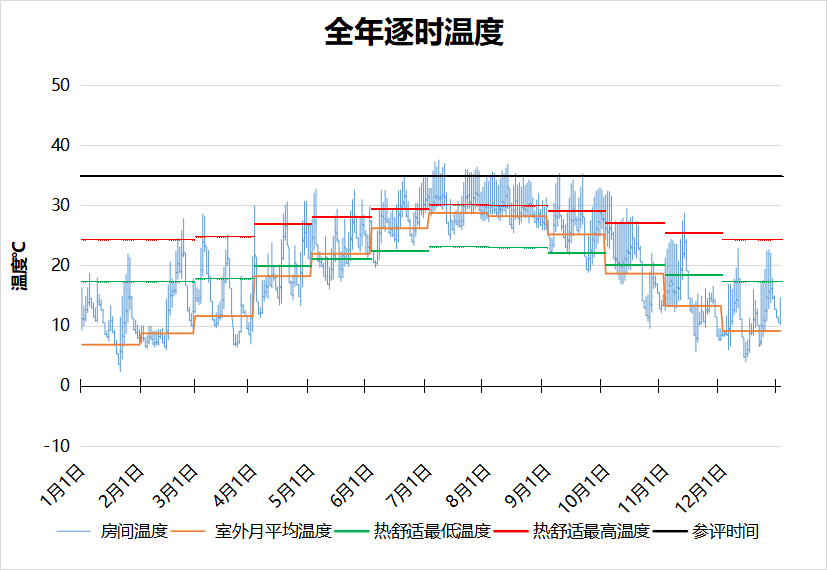 全年逐时温度
温度℃
50
40
30
20
10
0
-10
1月1日
2月1日
3月1日
4月1日
5月1日
6月1日
7月1日
8月1日
9月1日
10月1日
11月1日
12月1日
房间温度 室外月平均温度 热舒适最低温度 热舒适最高温度 参评时间